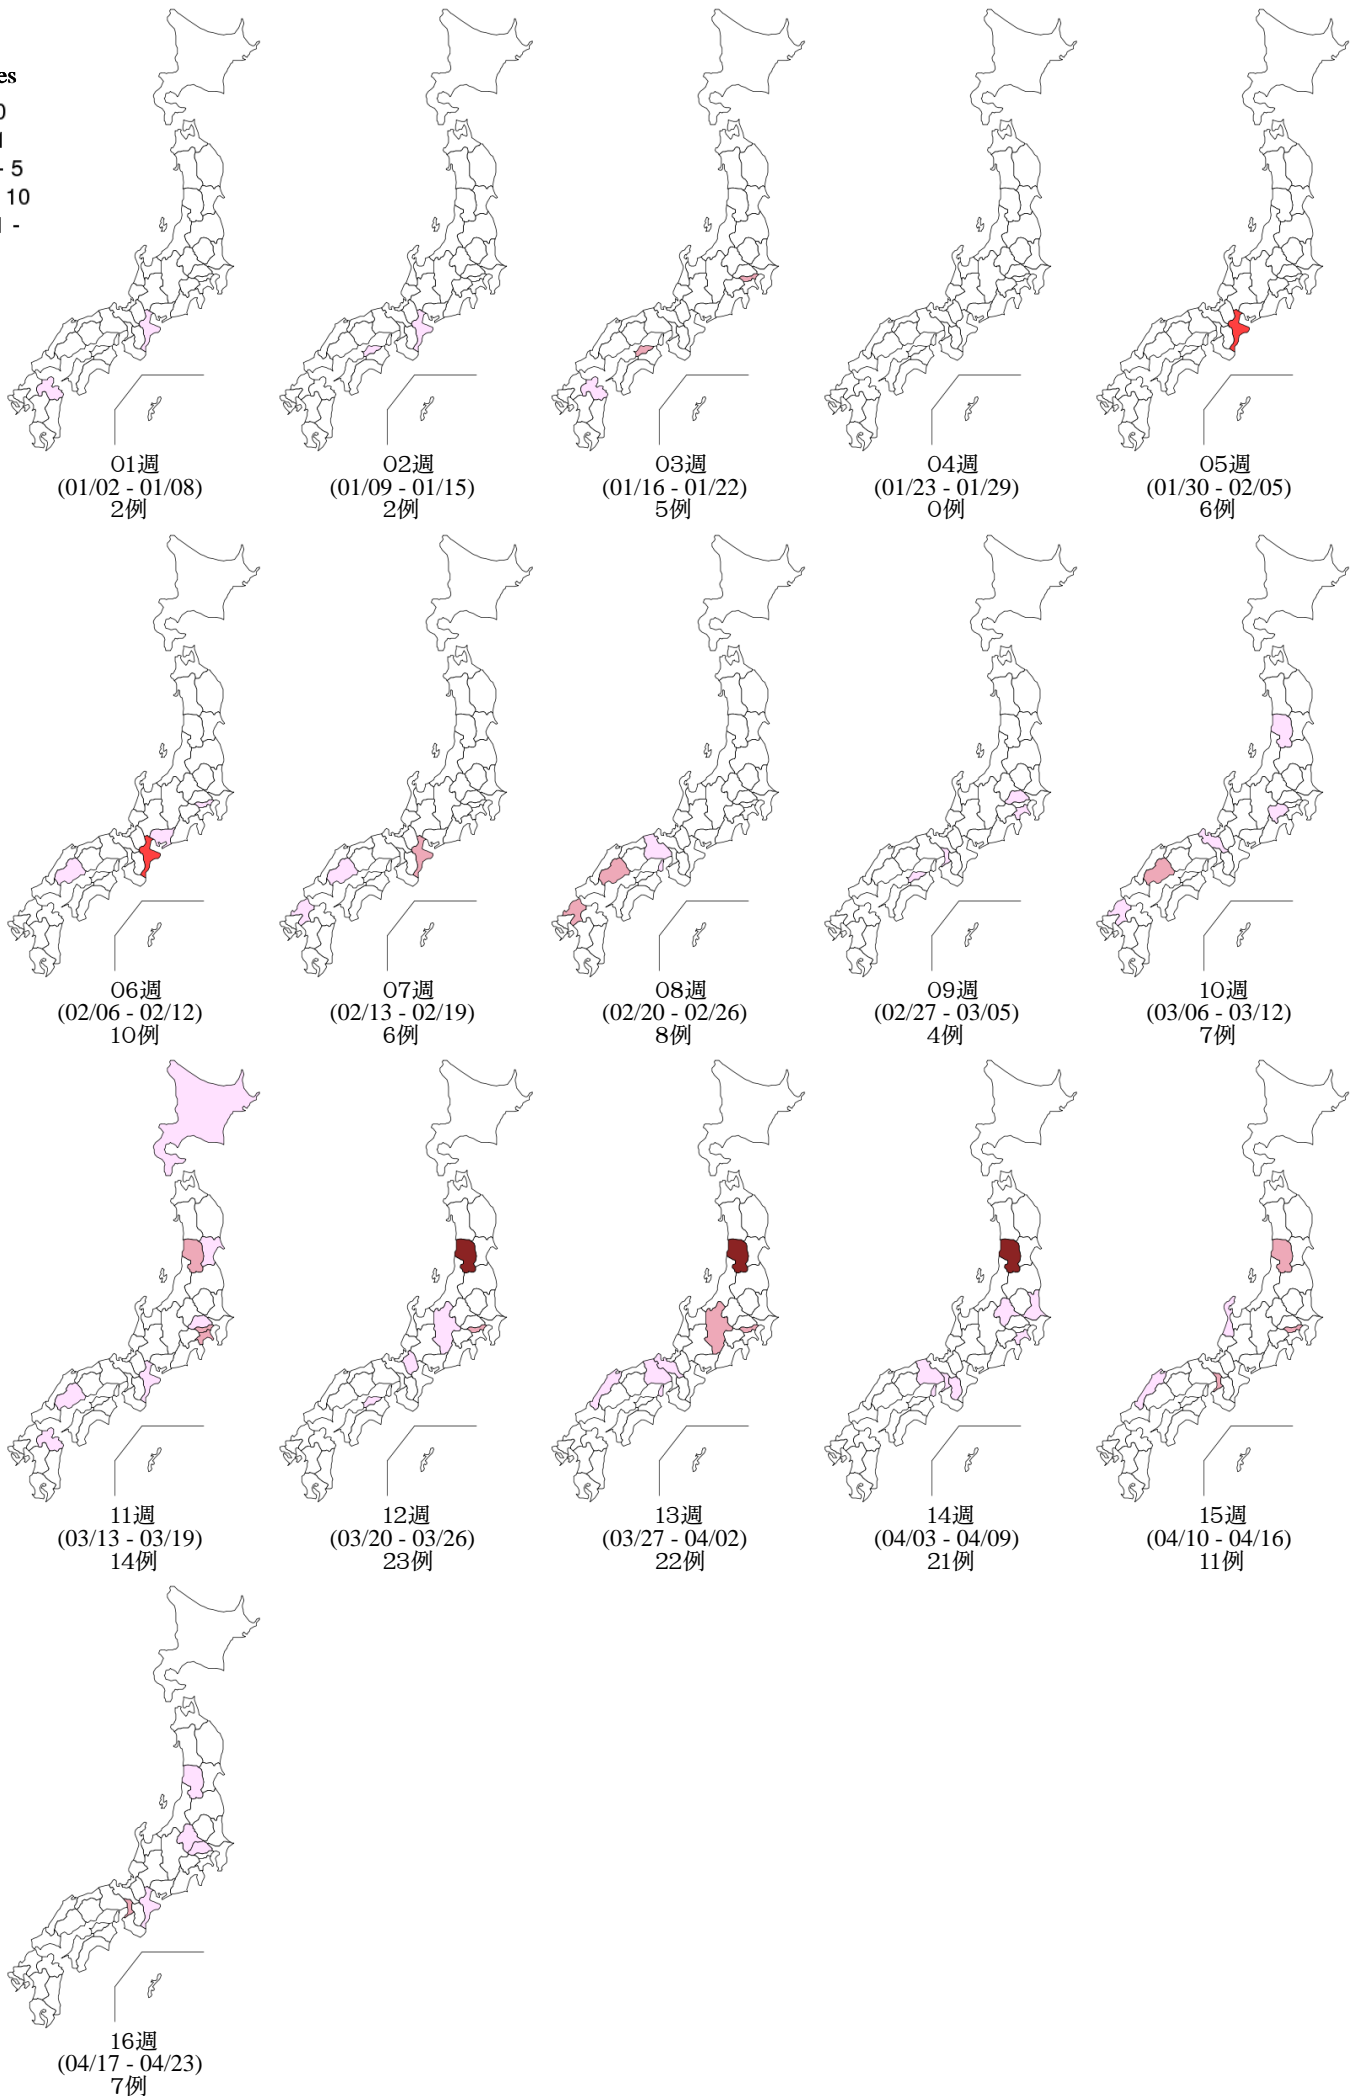 es
0
1
- 5
10
1 -
01週
(01/02 - 01/08)
2例
02週
(01/09 - 01/15)
2例
03週
(01/16 - 01/22)
5例
04週
(01/23 - 01/29)
0例
05週
(01/30 - 02/05)
6例
06週
(02/06 - 02/12)
10例
07週
(02/13 - 02/19)
6例
08週
(02/20 - 02/26)
8例
09週
(02/27 - 03/05)
4例
10週
(03/06 - 03/12)
7例
11週
(03/13 - 03/19)
14例
12週
(03/20 - 03/26)
23例
13週
(03/27 - 04/02)
22例
14週
(04/03 - 04/09)
21例
15週
(04/10 - 04/16)
11例
16週
(04/17 - 04/23)
7例